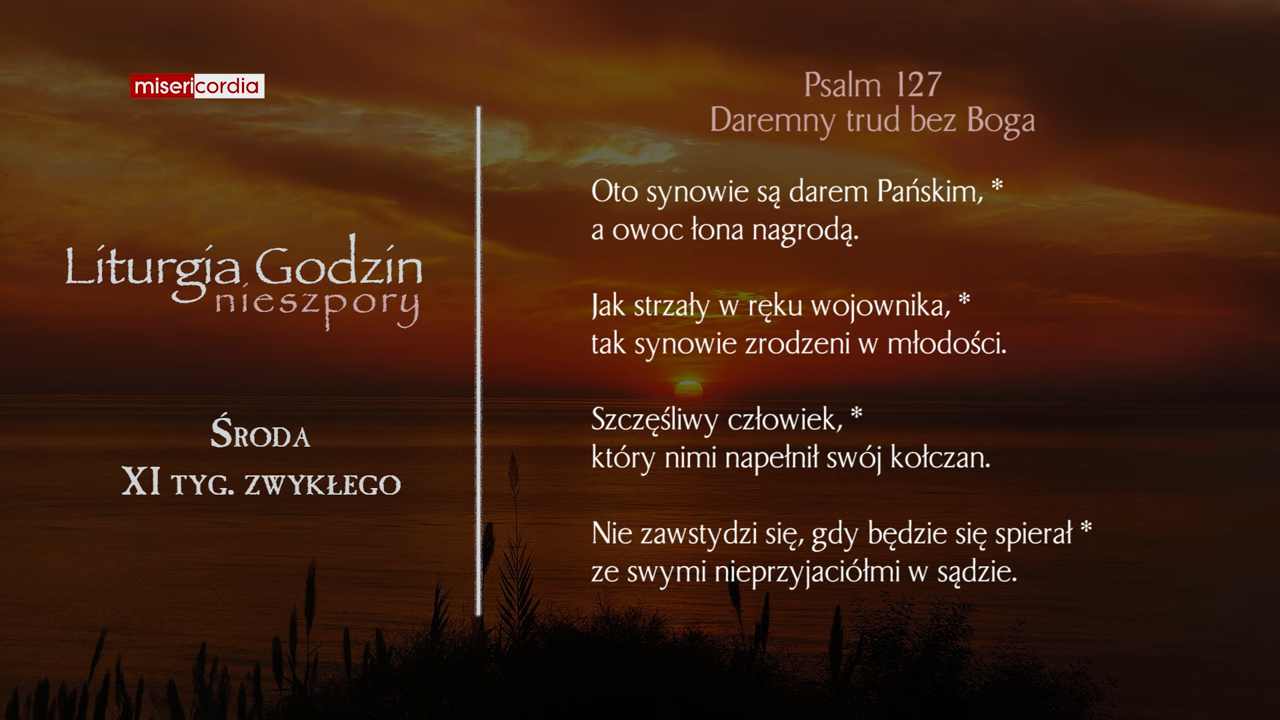 misericordia
Liturgia Godzin
nieszpory
Środa
XI tyg. zwykłego
Psalm 127
Daremny trud bez Boga
Oto synowie są darem Pańskim, *
a owoc łona nagrodą.
Jak strzały w ręku wojownika, *
tak synowie zrodzeni w młodości.
Szczęśliwy człowiek, *
który nimi napełnił swój kołczan.
Nie zawstydzi się, gdy będzie się spierał *
ze swymi nieprzyjaciółmi w sądzie.